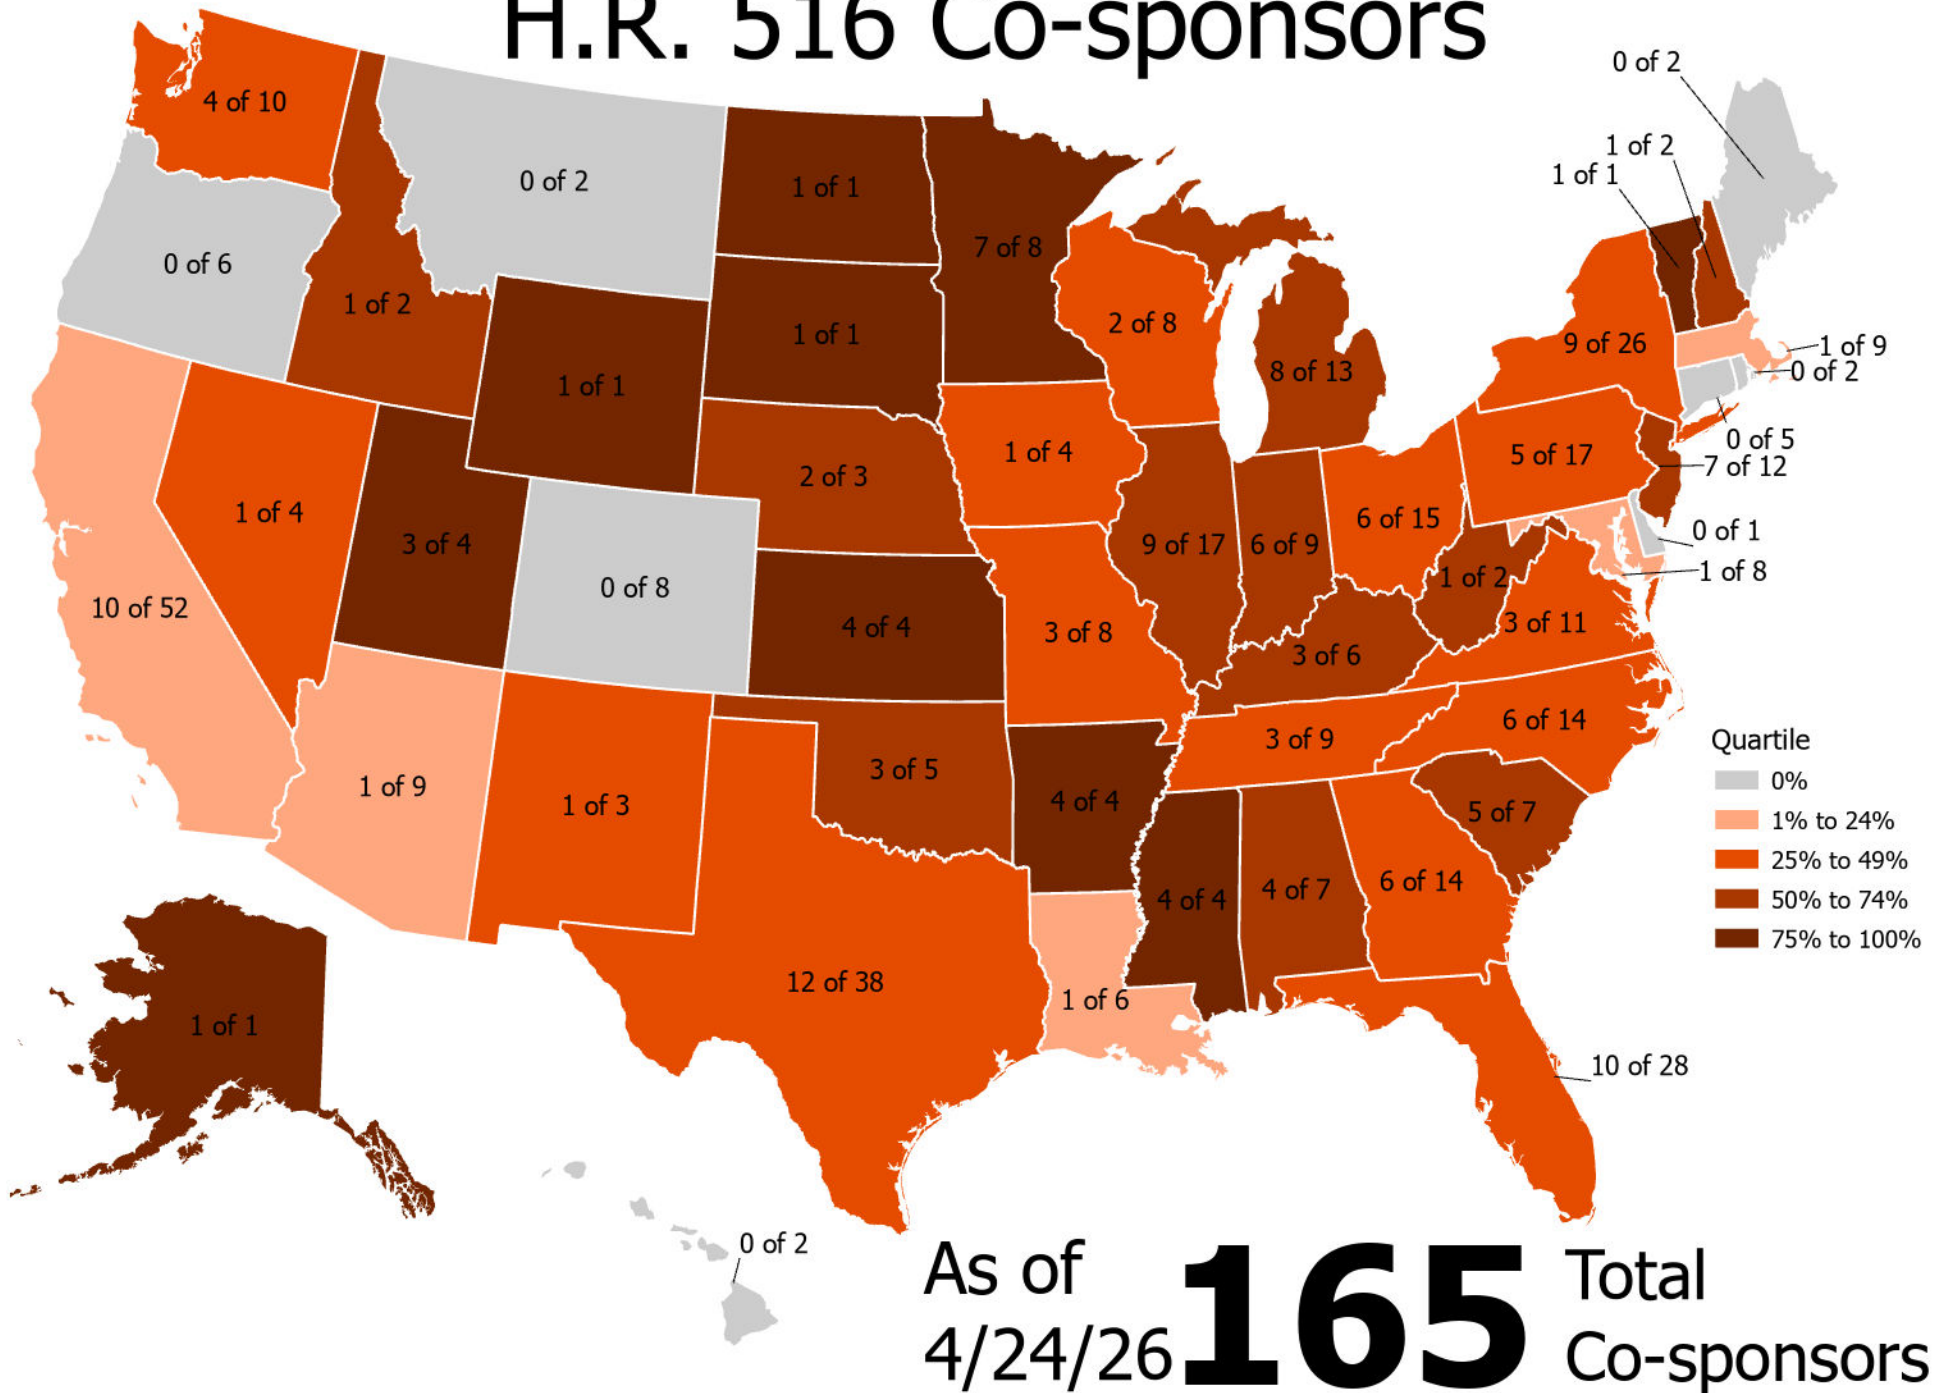 H.R. 516 Co-sponsors
0 of 2
4 of 10
1 of 2
1 of 1
0 of 2
1 of 1
7 of 8
0 of 6
1 of 2
1 of 1
2 of 8
9 of 26
1 of 9
0 of 2
8 of 13
1 of 1
0 of 5
7 of 12
1 of 4
5 of 17
2 of 3
1 of 4
6 of 15
0 of 1
3 of 4
9 of 17
6 of 9
1 of 8
1 of 2
0 of 8
10 of 52
4 of 4
3 of 8
3 of 11
3 of 6
6 of 14
3 of 9
Quartile
0%
1% to 24%
25% to 49%
50% to 74%
75% to 100%
1 of 9
1 of 3
3 of 5
4 of 4
5 of 7
4 of 4
4 of 7
6 of 14
12 of 38
1 of 6
1 of 1
10 of 28
0 of 2
As of
4/24/26
165
Total
Co-sponsors